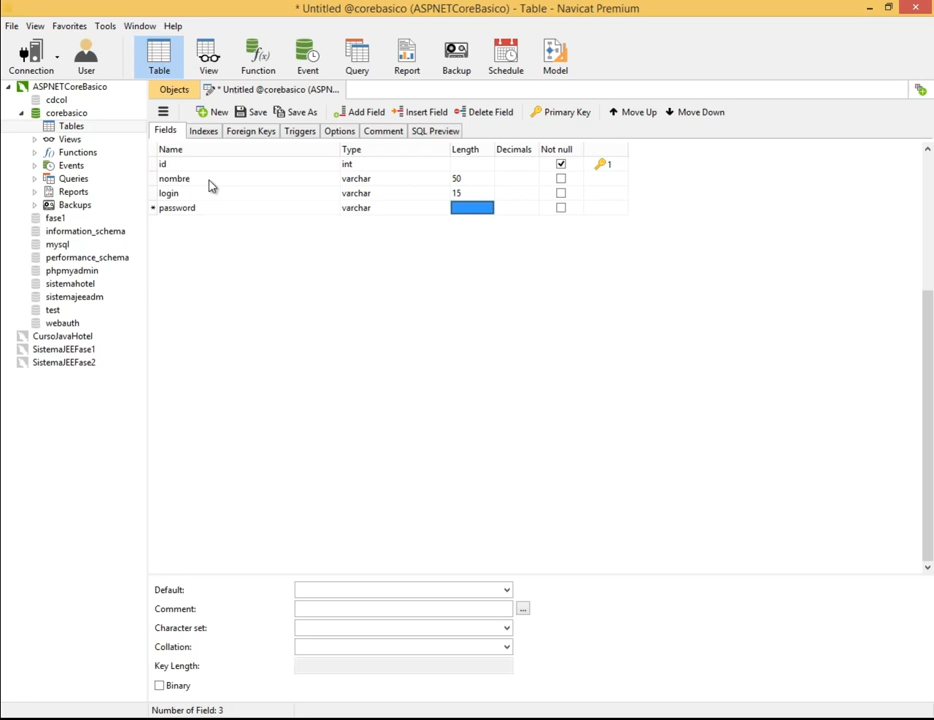 * Untitled @corebasico (ASPNETCoreBasico) - Table - Navicat Premium
File View Favorites Tools Window Help
Connection User Table View Function Event Query Report Backup Schedule Model
f(x)
ASPNETCoreBasico
cdcol
corebasico
Tables
Views
f() Functions
Events
Queries
Reports
Backups
fase1
information_schema
mysql
performance_schema
phpmyadmin
sistemahotel
sistemajeeadm
test
webauth
CursoJavaHotel
SistemaJEEFase1
SistemaJEEFase2
Objects * Untitled @corebasico (ASPN...
New Save Save As Add Field Insert Field Delete Field Primary Key Move Up Move Down
Fields Indexes Foreign Keys Triggers Options Comment SQL Preview
Name Type Length Decimals Not null
id int 1
nombre varchar 50
login varchar 15
* password varchar
Default:
Comment: ...
Character set:
Collation:
Key Length:
Binary
Number of Field: 3